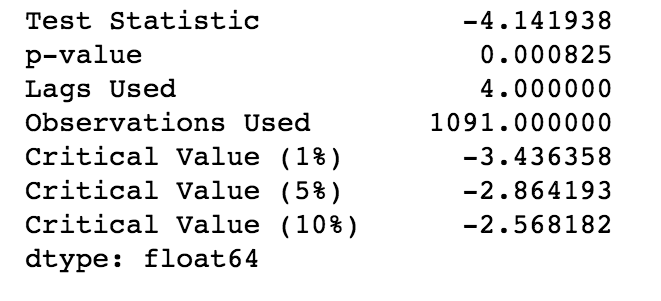 Test Statistic -4.141938
p-value 0.000825
Lags Used 4.000000
Observations Used 1091.000000
Critical Value (1%) -3.436358
Critical Value (5%) -2.864193
Critical Value (10%) -2.568182
dtype: float64